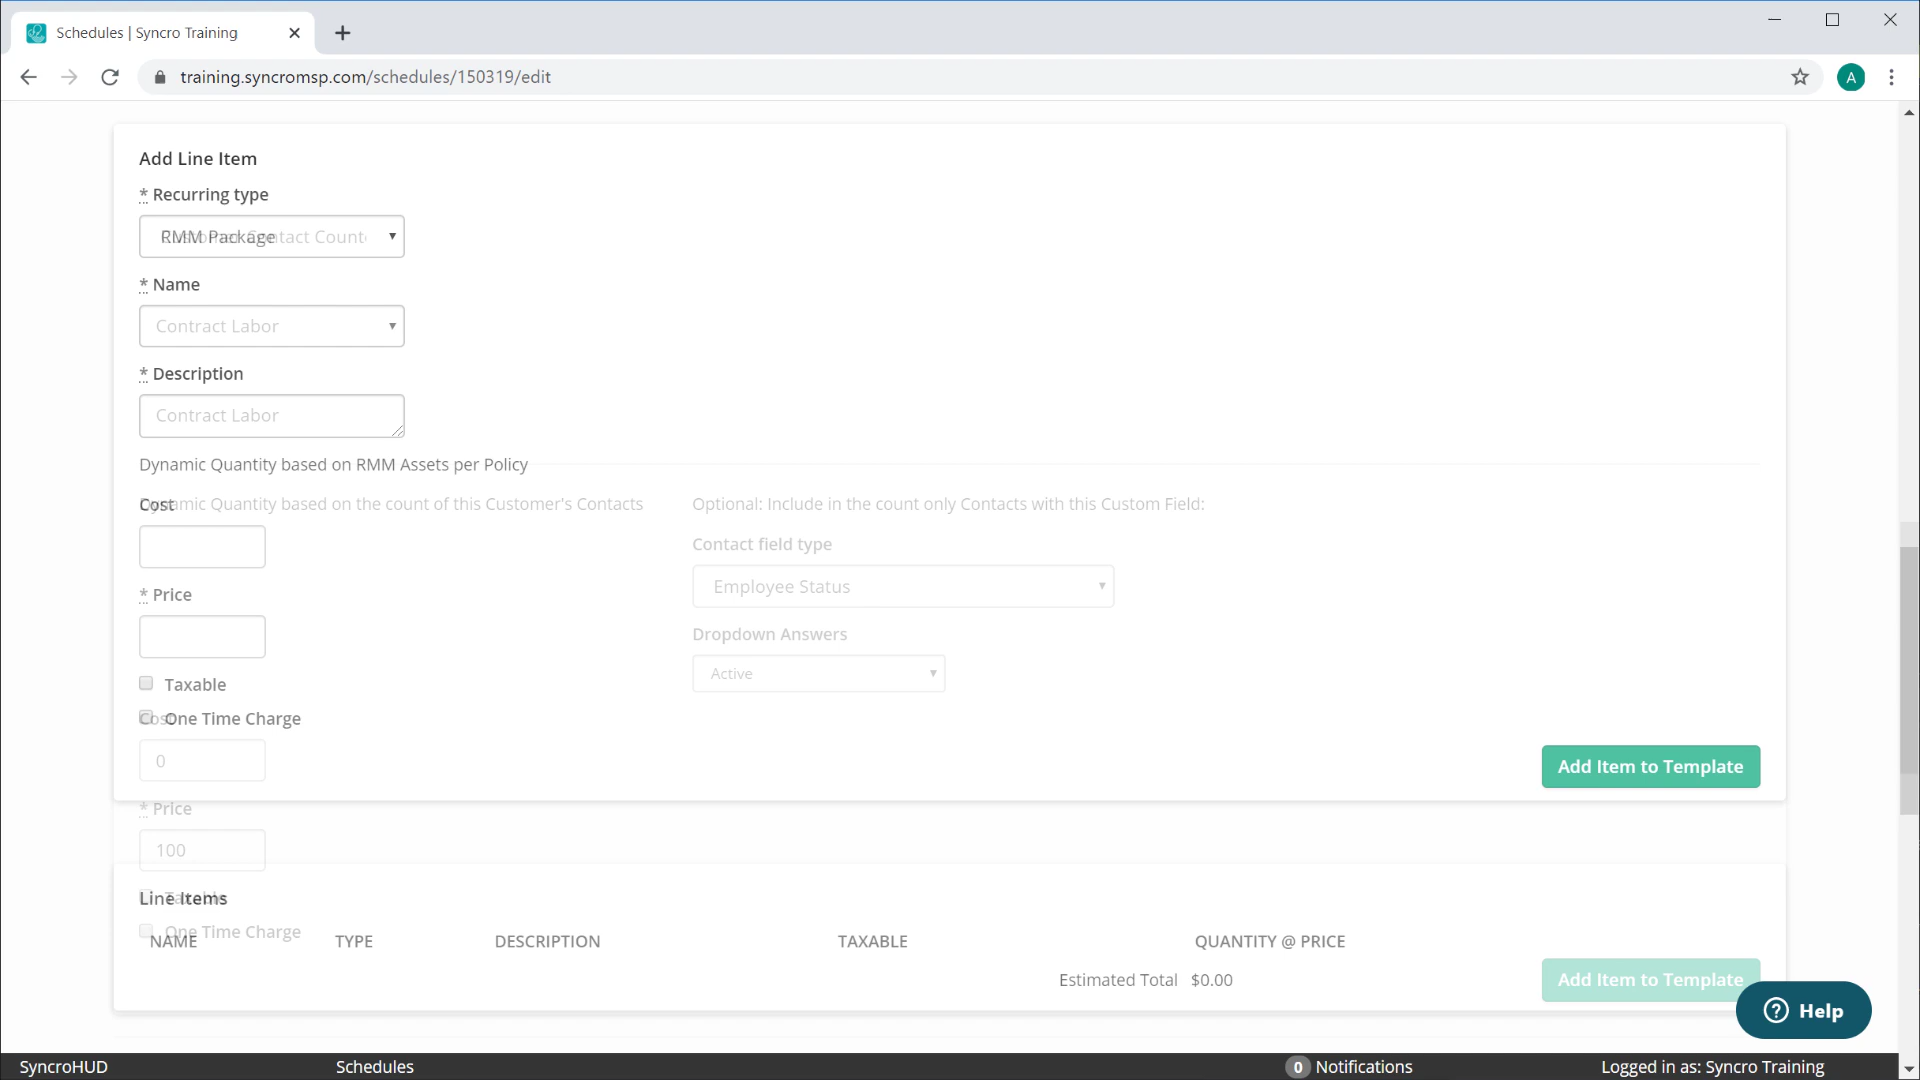 Schedules | Syncro Training
training.syncromsp.com/schedules/150319/edit
A
Add Line Item
* Recurring type
RMM Package
Customer Contact Count
* Name
Contract Labor
* Description
Contract Labor
Dynamic Quantity based on RMM Assets per Policy
Cost
Dynamic Quantity based on the count of this Customer's Contacts
Optional: Include in the count only Contacts with this Custom Field:
Contact field type
Employee Status
* Price
Dropdown Answers
Active
Taxable
Cost
One Time Charge
0
Add Item to Template
* Price
100
Line Items
Taxable
One Time Charge
NAME TYPE DESCRIPTION TAXABLE QUANTITY @ PRICE
Estimated Total $0.00
Add Item to Template
? Help
SyncroHUD Schedules 0 Notifications Logged in as: Syncro Training